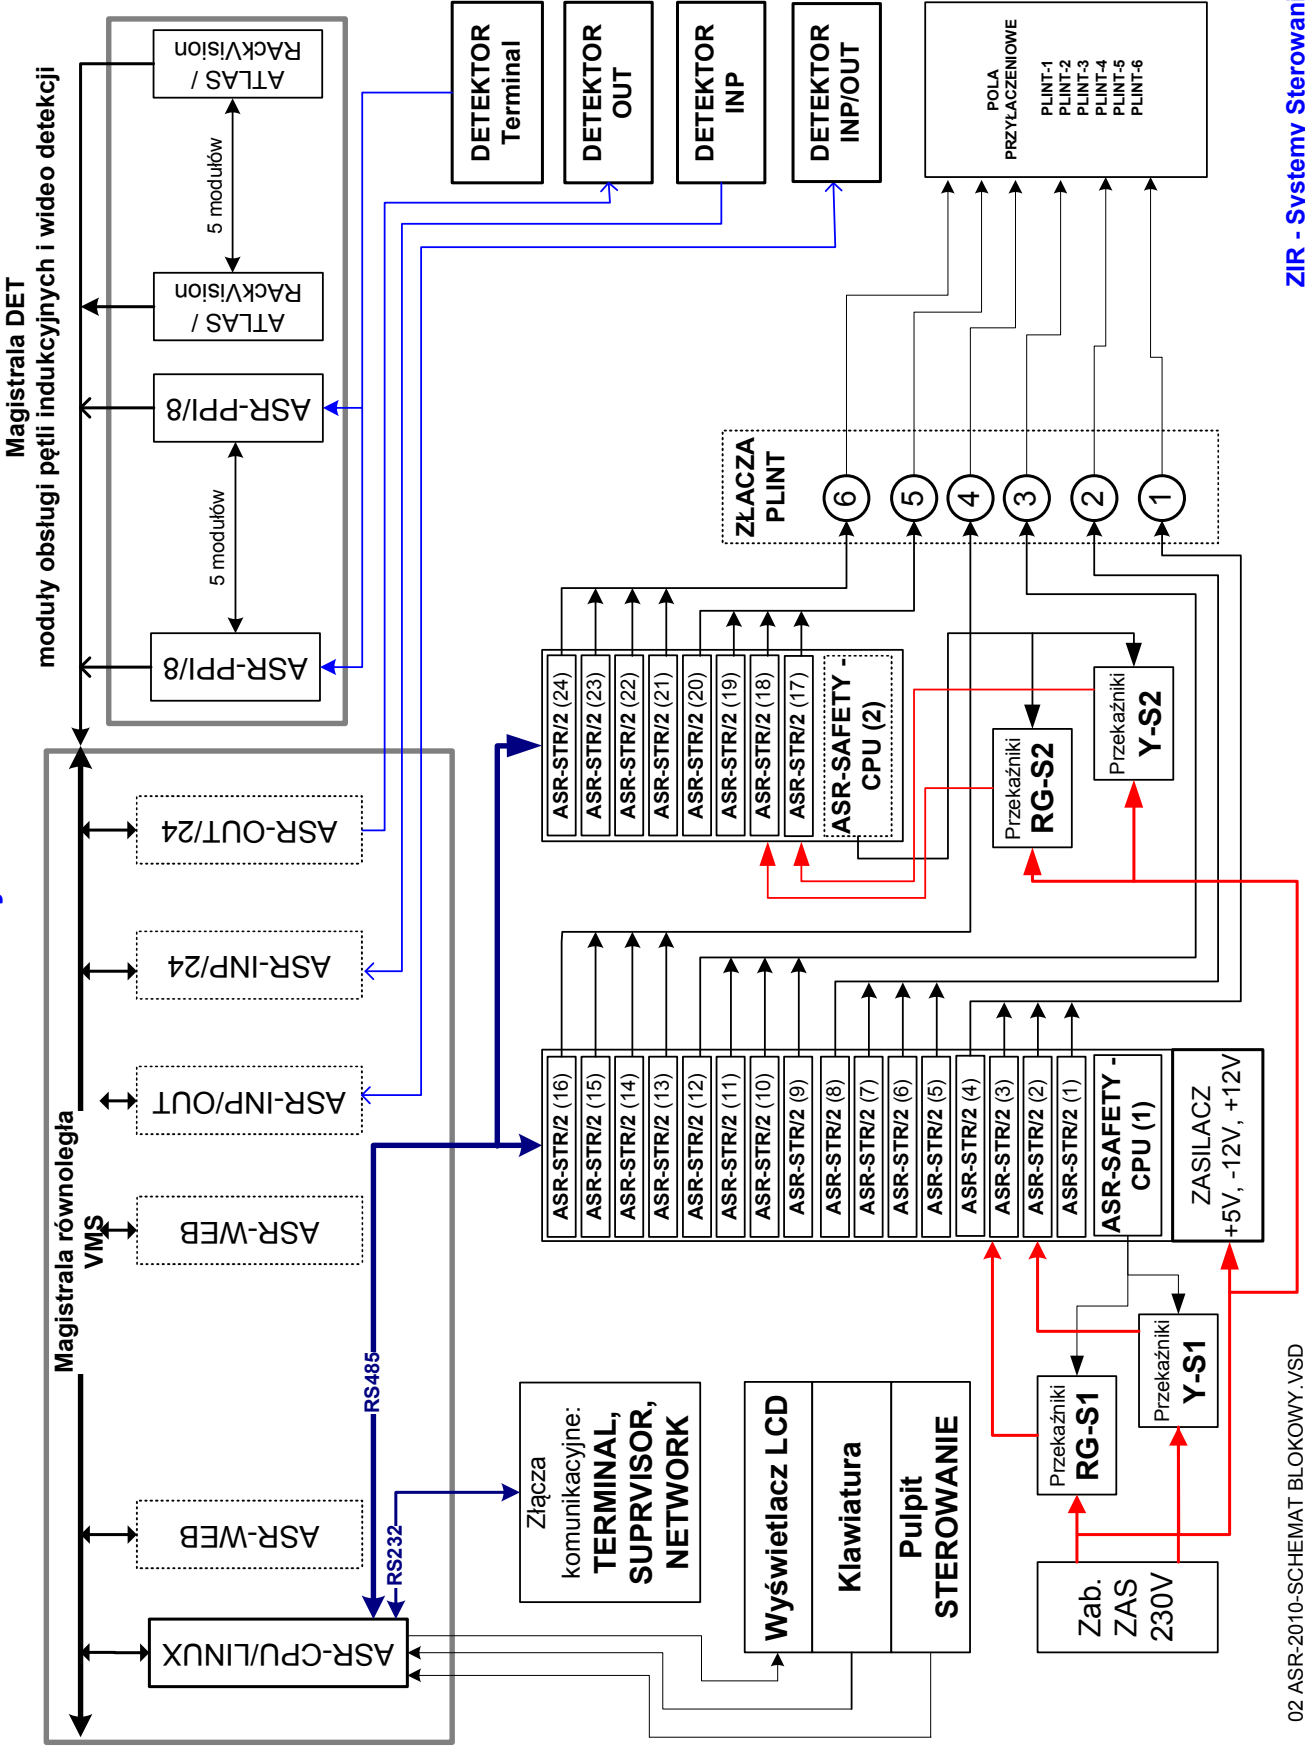 Magistrala DET
moduły obsługi pętli indukcyjnych i wideo detekcji
Magistrala równoległa
VMS
ASR-CPU/LINUX
ASR-WEB
ASR-WEB
ASR-INP/OUT
ASR-INP/24
ASR-OUT/24
ASR-PPI/8
5 modułów
ASR-PPI/8
ATLAS /
RAckVision
5 modułów
ATLAS /
RAckVision
RS485
RS232
Złącza
komunikacyjne:
TERMINAL,
SUPRVISOR,
NETWORK
Wyświetlacz LCD
Klawiatura
Pulpit
STEROWANIE
Zab.
ZAS
230V
Przekaźniki
RG-S1
Przekaźniki
Y-S1
ASR-STR/2 (16)
ASR-STR/2 (15)
ASR-STR/2 (14)
ASR-STR/2 (13)
ASR-STR/2 (12)
ASR-STR/2 (11)
ASR-STR/2 (10)
ASR-STR/2 (9)
ASR-STR/2 (8)
ASR-STR/2 (7)
ASR-STR/2 (6)
ASR-STR/2 (5)
ASR-STR/2 (4)
ASR-STR/2 (3)
ASR-STR/2 (2)
ASR-STR/2 (1)
ASR-SAFETY -
CPU (1)
ZASILACZ
+5V, -12V, +12V
ASR-STR/2 (24)
ASR-STR/2 (23)
ASR-STR/2 (22)
ASR-STR/2 (21)
ASR-STR/2 (20)
ASR-STR/2 (19)
ASR-STR/2 (18)
ASR-STR/2 (17)
ASR-SAFETY -
CPU (2)
Przekaźniki
RG-S2
Przekaźniki
Y-S2
ZŁACZA
PLINT
6
5
4
3
2
1
DETEKTOR
Terminal
DETEKTOR
OUT
DETEKTOR
INP
DETEKTOR
INP/OUT
POLA
PRZYŁACZENIOWE
PLINT-1
PLINT-2
PLINT-3
PLINT-4
PLINT-5
PLINT-6
02 ASR-2010-SCHEMAT BLOKOWY.VSD
ZIR - Systemy Sterowani